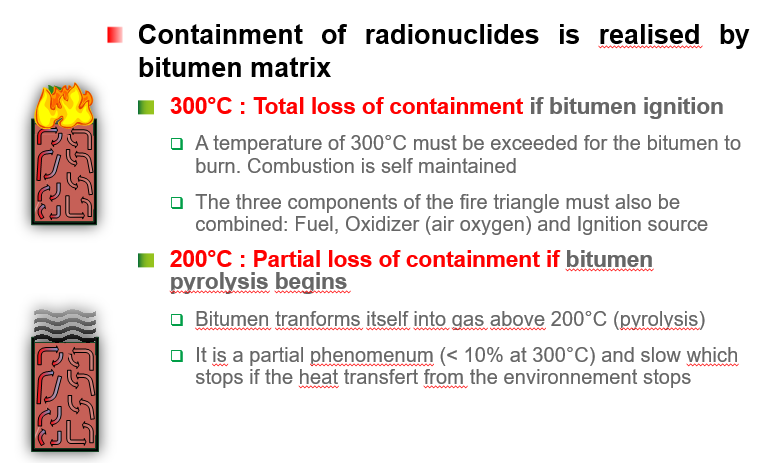 Containment of radionuclides is realised by
bitumen matrix
300°C : Total loss of containment if bitumen ignition
A temperature of 300°C must be exceeded for the bitumen to
burn. Combustion is self maintained
The three components of the fire triangle must also be
combined: Fuel, Oxidizer (air oxygen) and Ignition source
200°C : Partial loss of containment if bitumen
pyrolysis begins
Bitumen tranforms itself into gas above 200°C (pyrolysis)
It is a partial phenomenum (< 10% at 300°C) and slow which
stops if the heat transfert from the environnement stops